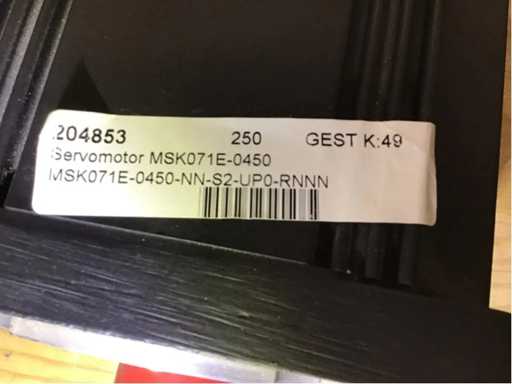 204853 250 GEST K:49
Servomotor MSK071E-0450
MSK071E-0450-NN-S2-UP0-RNNN